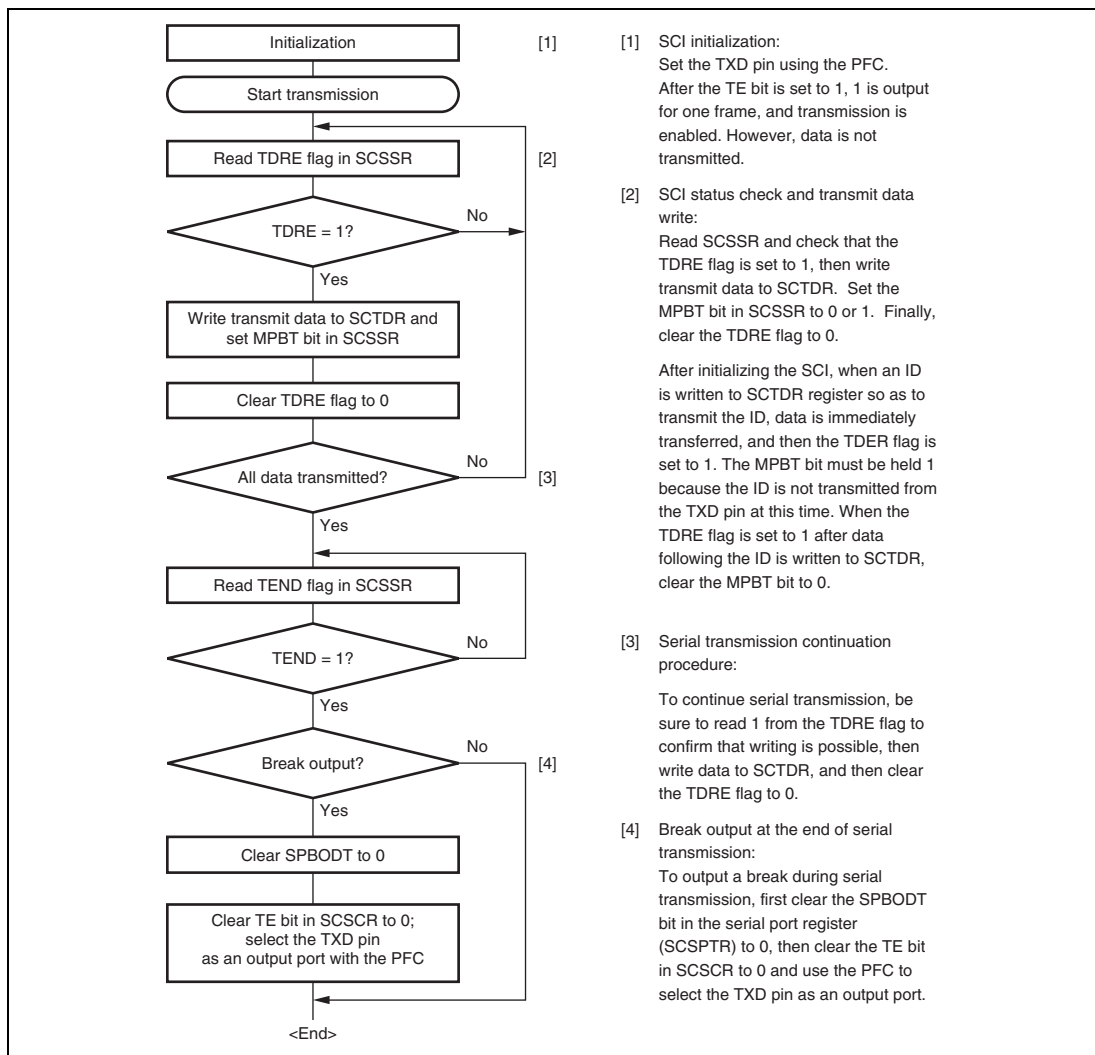 Initialization
[1]
Start transmission
Read TDRE flag in SCSSR
[2]
TDRE = 1?
No
Yes
Write transmit data to SCTDR and
set MPBT bit in SCSSR
Clear TDRE flag to 0
All data transmitted?
No
[3]
Yes
Read TEND flag in SCSSR
TEND = 1?
No
Yes
Break output?
No
[4]
Yes
Clear SPBODT to 0
Clear TE bit in SCSCR to 0;
select the TXD pin
as an output port with the PFC
<End>
[1] SCI initialization:
Set the TXD pin using the PFC.
After the TE bit is set to 1, 1 is output
for one frame, and transmission is
enabled. However, data is not
transmitted.
[2] SCI status check and transmit data
write:
Read SCSSR and check that the
TDRE flag is set to 1, then write
transmit data to SCTDR. Set the
MPBT bit in SCSSR to 0 or 1. Finally,
clear the TDRE flag to 0.
After initializing the SCI, when an ID
is written to SCTDR register so as to
transmit the ID, data is immediately
transferred, and then the TDER flag is
set to 1. The MPBT bit must be held 1
because the ID is not transmitted from
the TXD pin at this time. When the
TDRE flag is set to 1 after data
following the ID is written to SCTDR,
clear the MPBT bit to 0.
[3] Serial transmission continuation
procedure:
To continue serial transmission, be
sure to read 1 from the TDRE flag to
confirm that writing is possible, then
write data to SCTDR, and then clear
the TDRE flag to 0.
[4] Break output at the end of serial
transmission:
To output a break during serial
transmission, first clear the SPBODT
bit in the serial port register
(SCSPTR) to 0, then clear the TE bit
in SCSCR to 0 and use the PFC to
select the TXD pin as an output port.